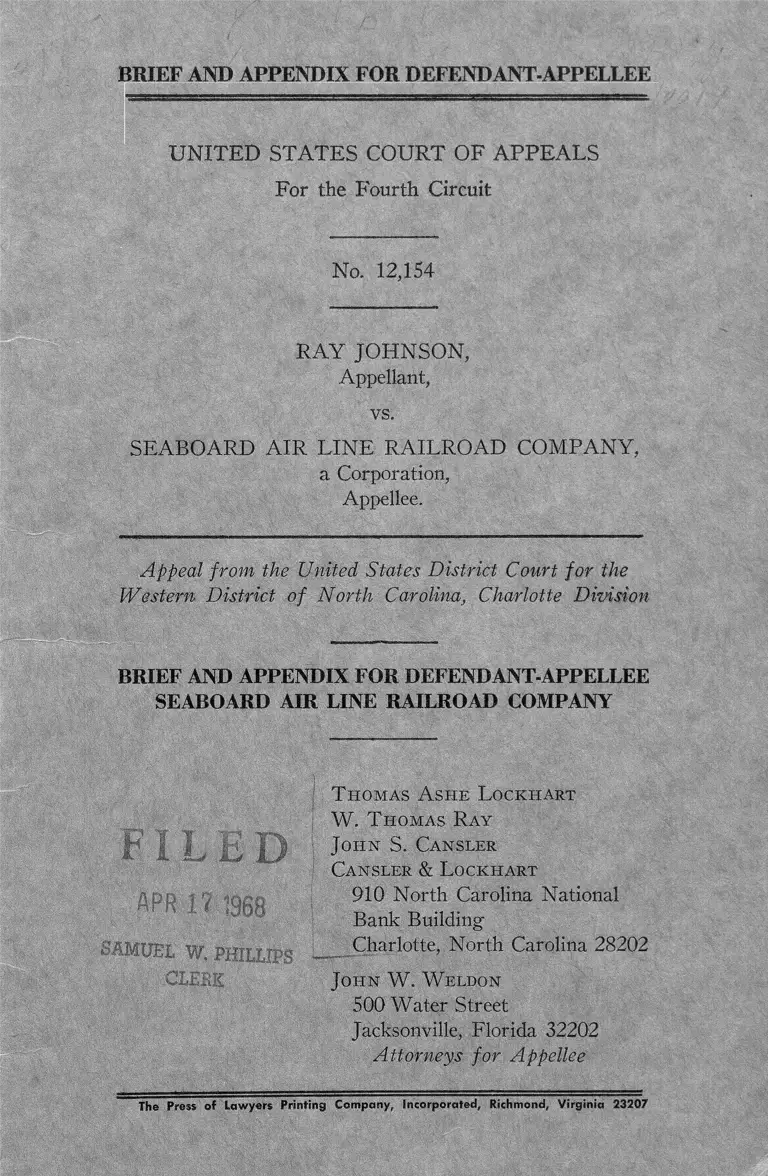 BRIEF AND APPENDIX FOR DEFENDANT-APPELLEE
UNITED STATES COURT OF APPEALS
For the Fourth Circuit
No. 12,154
RAY JOHNSON,
Appellant,
vs.
SEABOARD AIR LINE RAILROAD COMPANY,
a Corporation,
Appellee.
Appeal from the United States District Court for the
Western District of North Carolina, Charlotte Division
BRIEF AND APPENDIX FOR DEFENDANT-APPELLEE
SEABOARD AIR LINE RAILROAD COMPANY
FILED
APR 17 1968
SAMUEL W. PHILLIPS
CLERK
THOMAS ASHE LOCKHART
W. THOMAS RAY
JOHN S. CANSLER
CANSLER & LOCKHART
910 North Carolina National
Bank Building
Charlotte, North Carolina 28202
JOHN W. WELDON
500 Water Street
Jacksonville, Florida 32202
Attorneys for Appellee
The Press of Lawyers Printing Company, Incorporated, Richmond, Virginia 23207